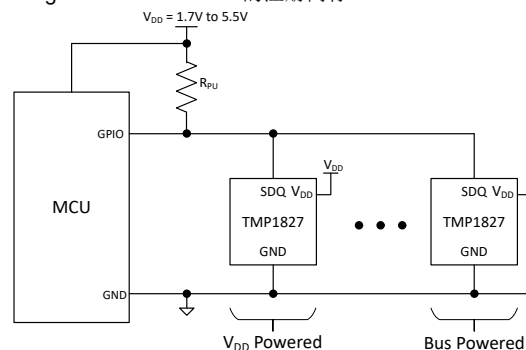 V_DD = 1.7V to 5.5V
R_PU
GPIO
V_DD
SDQ V_DD
SDQ V_DD
MCU
TMP1827
TMP1827
GND
GND
GND
V_DD Powered
Bus Powered